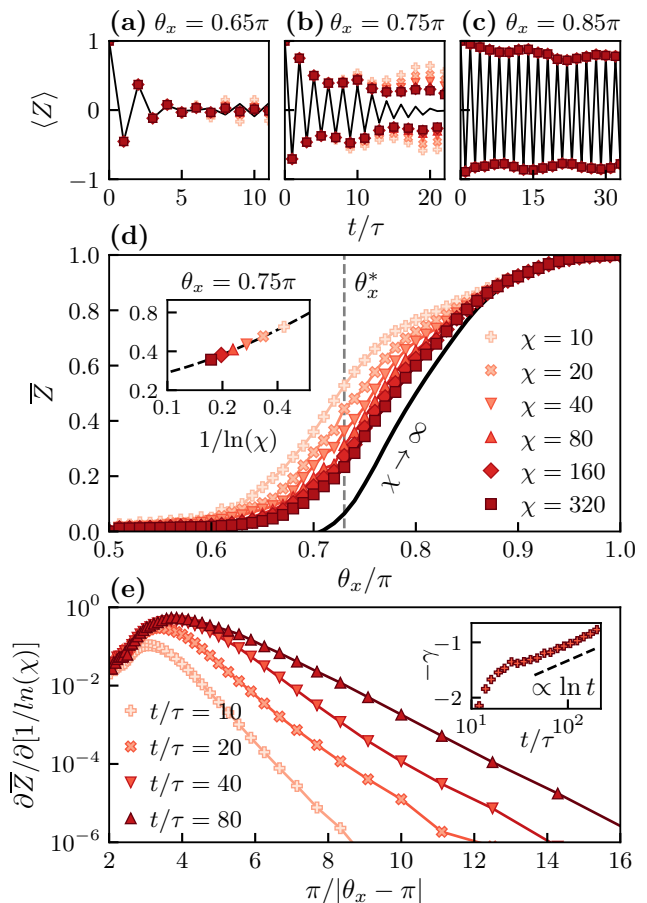 (a) θx = 0.65π (b) θx = 0.75π (c) θx = 0.85π
1
0
−1
⟨Z⟩
0 5 10 0 10 20 0 15 30
t/τ
(d)
1.0
0.8
0.6
0.4
0.2
0.0
Z̅
θx = 0.75π
0.8
0.4
0.2
0.1 0.2 0.4
1/ln(χ)
θx*
χ → ∞
χ = 10
χ = 20
χ = 40
χ = 80
χ = 160
χ = 320
0.5 0.6 0.7 0.8 0.9 1.0
θx/π
(e)
10^0
10^−2
10^−4
10^−6
∂Z̅/∂[1/ln(χ)]
t/τ = 10
t/τ = 20
t/τ = 40
t/τ = 80
−γ
−1
−2
∝ ln t
10^1 10^2
t/τ
2 4 6 8 10 12 14 16
π/|θx − π|